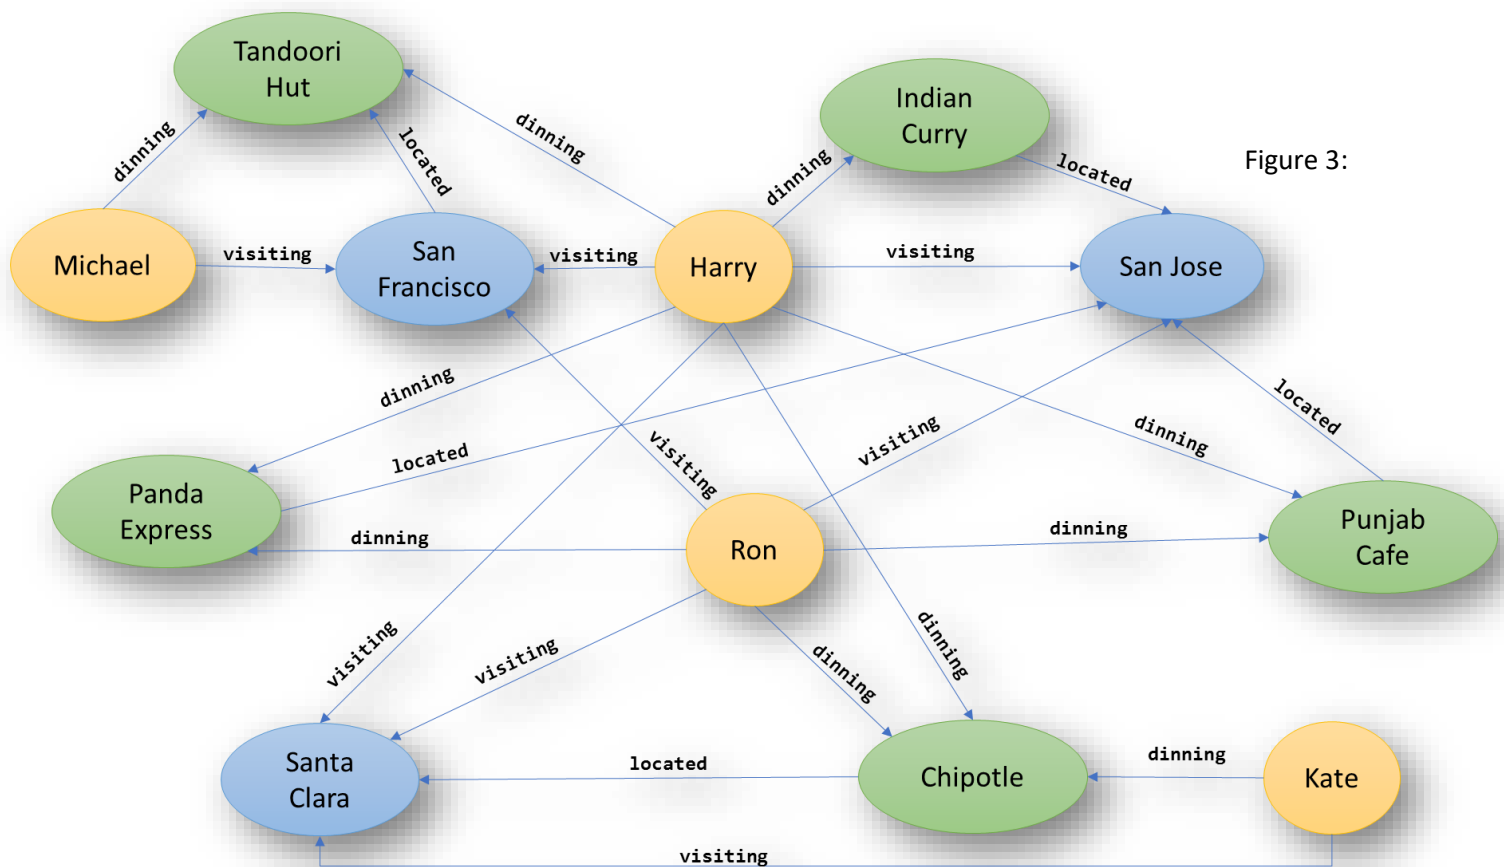 Tandoori
Hut
Indian
Curry
Figure 3:
dinning
located
dinning
dinning
located
Michael
visiting
San
Francisco
visiting
Harry
visiting
San Jose
dinning
located
visiting
visiting
dinning
located
Panda
Express
dinning
Ron
dinning
Punjab
Cafe
visiting
visiting
dinning
dinning
Santa
Clara
located
Chipotle
dinning
Kate
visiting